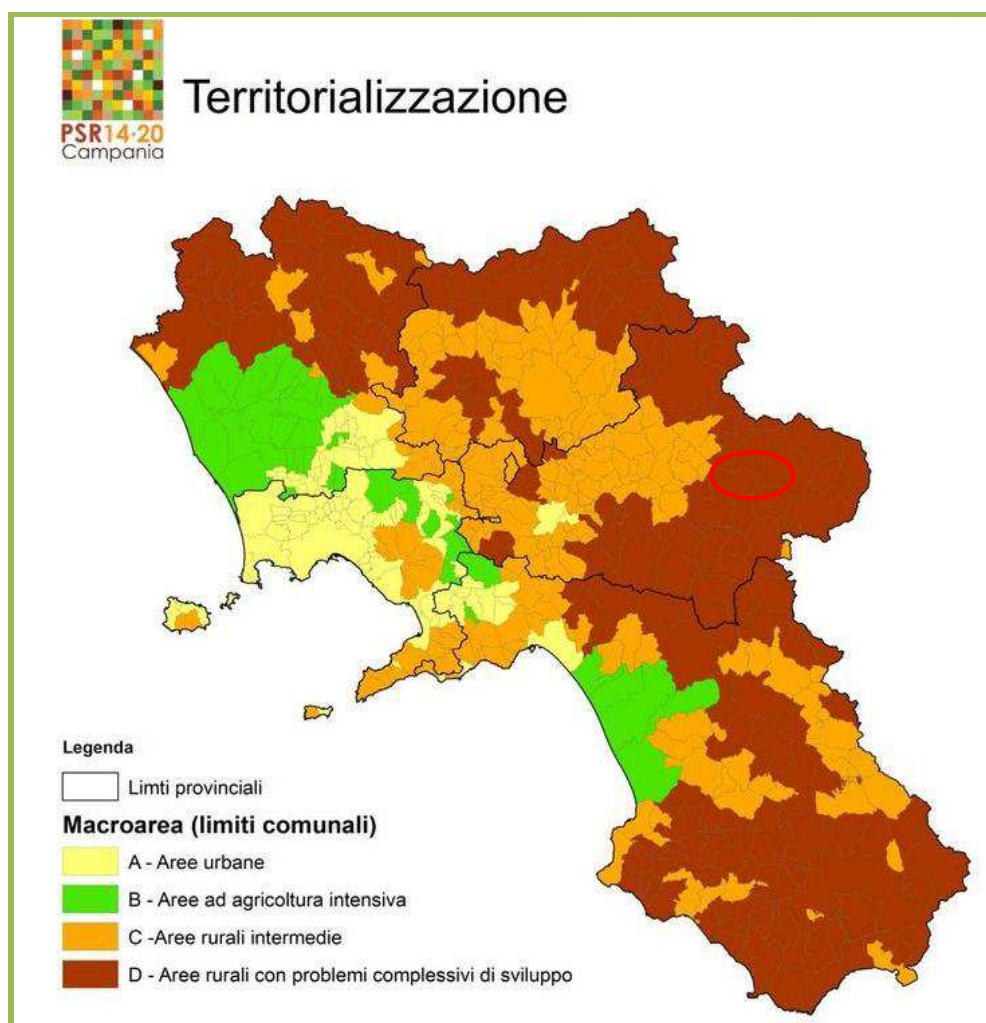 PSR14-20
Campania
Territorializzazione
Legenda
Limti provinciali
Macroarea (limiti comunali)
A - Aree urbane
B - Aree ad agricoltura intensiva
C -Aree rurali intermedie
D - Aree rurali con problemi complessivi di sviluppo